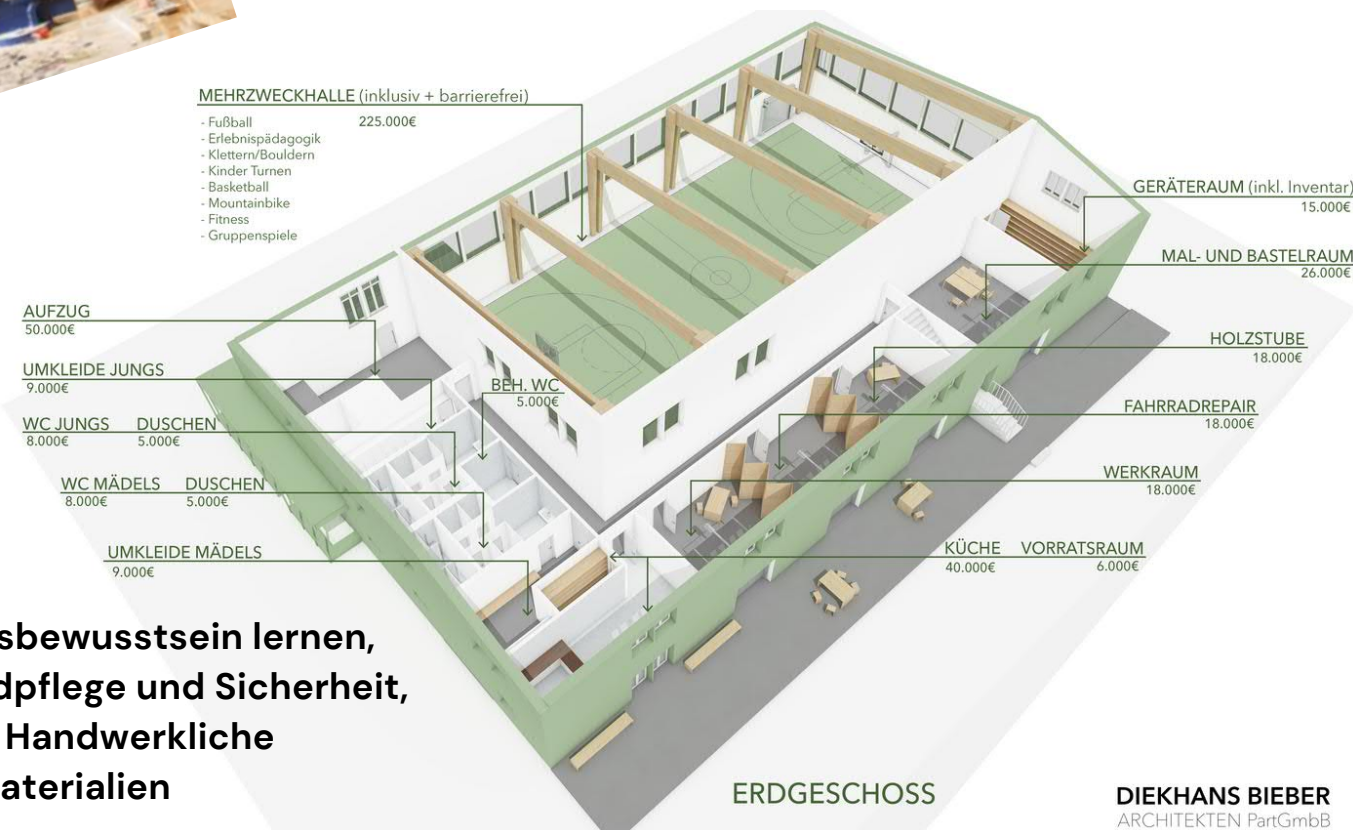 MEHRZWECKHALLE (inklusiv + barrierefrei)
225.000€
- Fußball
- Erlebnispädagogik
- Klettern/Bouldern
- Kinder Turnen
- Basketball
- Mountainbike
- Fitness
- Gruppenspiele
GERÄTERAUM (inkl. Inventar)
15.000€
MAL- UND BASTELRAUM
26.000€
AUFZUG
50.000€
HOLZSTUBE
18.000€
UMKLEIDE JUNGS
9.000€
BEH. WC
5.000€
FAHRRADREPAIR
18.000€
WC JUNGS DUSCHEN
8.000€ 5.000€
WERKRAUM
18.000€
WC MÄDELS DUSCHEN
8.000€ 5.000€
UMKLEIDE MÄDELS
9.000€
KÜCHE VORRATSRAUM
40.000€ 6.000€
sbewusstsein lernen,
dpflege und Sicherheit,
Handwerkliche
aterialien
ERDGESCHOSS
DIEKHANS BIEBER
ARCHITEKTEN PartGmbB